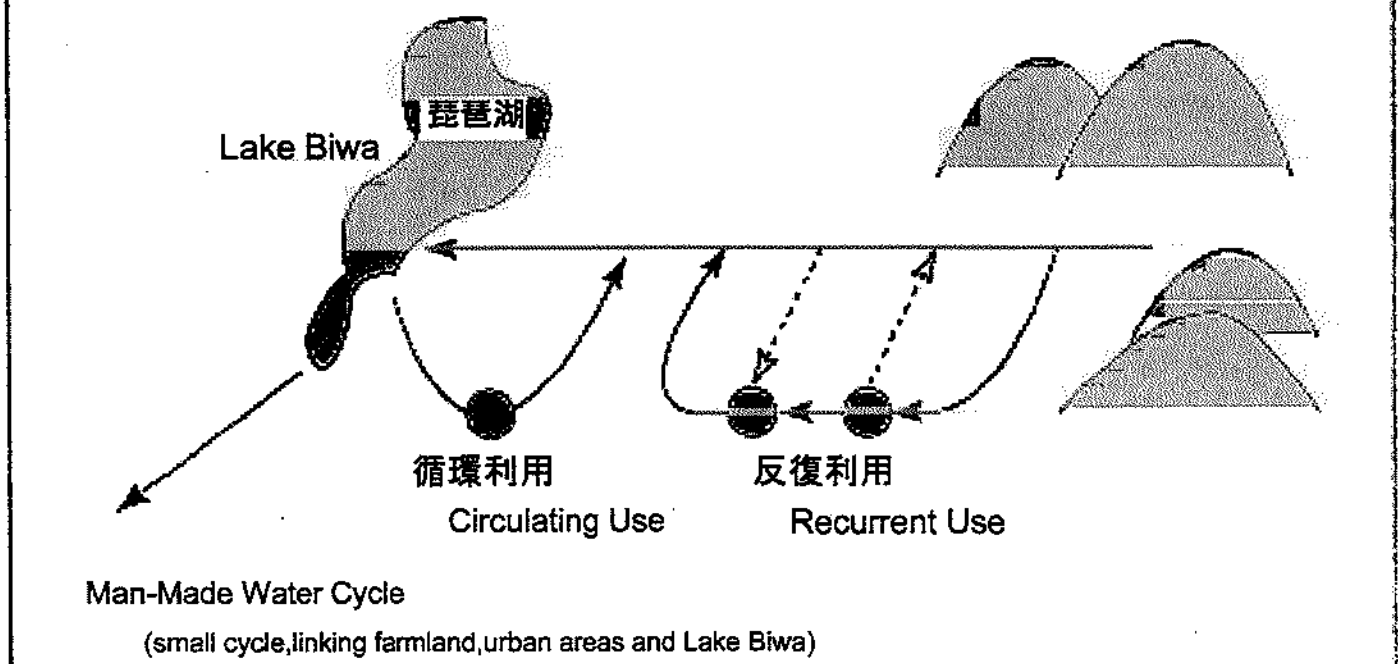 琵琶湖
Lake Biwa
循環利用
反復利用
Circulating Use
Recurrent Use
Man-Made Water Cycle
(small cycle,linking farmland,urban areas and Lake Biwa)